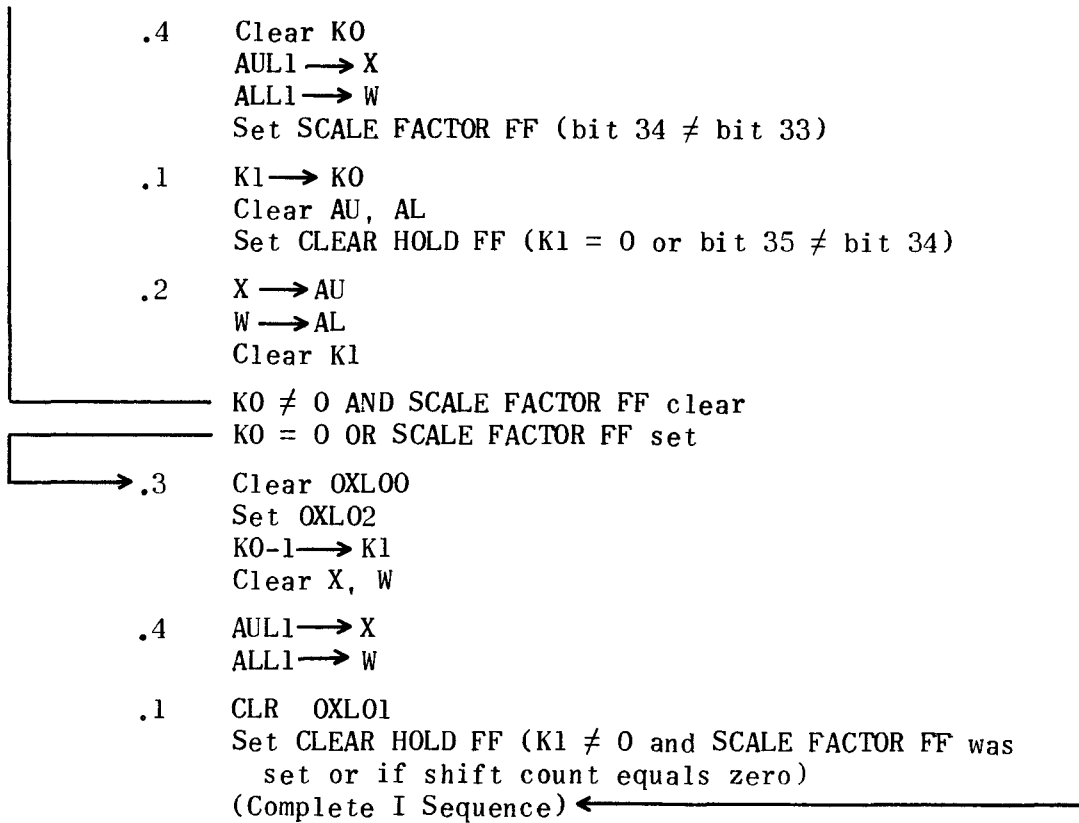 .4 Clear K0
AUL1 → X
ALL1 → W
Set SCALE FACTOR FF (bit 34 ≠ bit 33)
.1 K1 → K0
Clear AU, AL
Set CLEAR HOLD FF (K1 = 0 or bit 35 ≠ bit 34)
.2 X → AU
W → AL
Clear K1
K0 ≠ 0 AND SCALE FACTOR FF clear
K0 = 0 OR SCALE FACTOR FF set
.3 Clear 0XL00
Set 0XL02
K0-1 → K1
Clear X, W
.4 AUL1 → X
ALL1 → W
.1 CLR 0XL01
Set CLEAR HOLD FF (K1 ≠ 0 and SCALE FACTOR FF was
set or if shift count equals zero)
(Complete I Sequence)